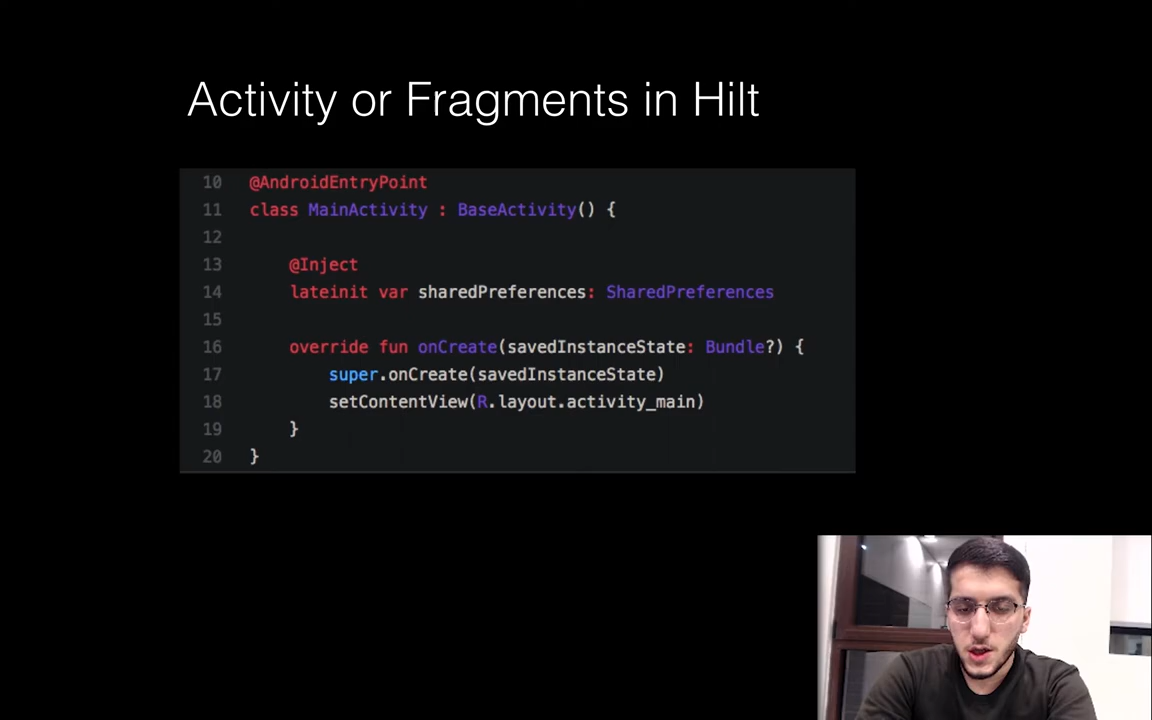 Activity or Fragments in Hilt
10 @AndroidEntryPoint
11 class MainActivity : BaseActivity() {
12
13 @Inject
14 lateinit var sharedPreferences: SharedPreferences
15
16 override fun onCreate(savedInstanceState: Bundle?) {
17 super.onCreate(savedInstanceState)
18 setContentView(R.layout.activity_main)
19 }
20 }